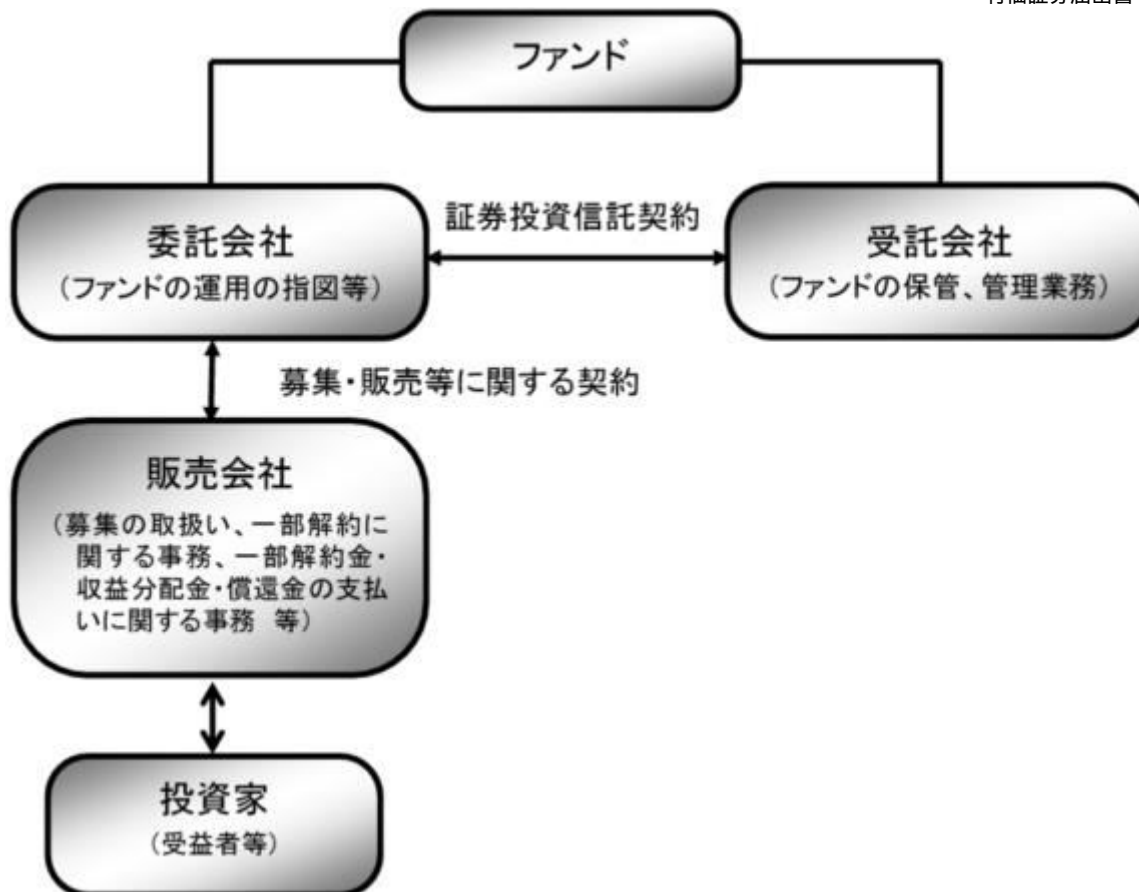 ファンド
証券投資信託契約
委託会社
(ファンドの運用の指図等)
受託会社
(ファンドの保管、管理業務)
募集・販売等に関する契約
販売会社
(募集の取扱い、一部解約に
関する事務、一部解約金・
収益分配金・償還金の支払
いに関する事務 等)
投資家
(受益者等)